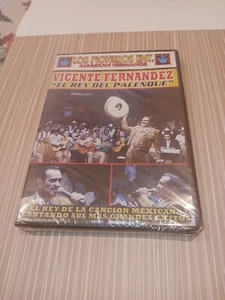 LOS PIONEROS ENT.
VICENTE FERNANDEZ
"EL REY DEL PALENQUE"
EL REY DE LA CANCION MEXICANA
CANTANDO SUS MAS GRANDES EXITOS